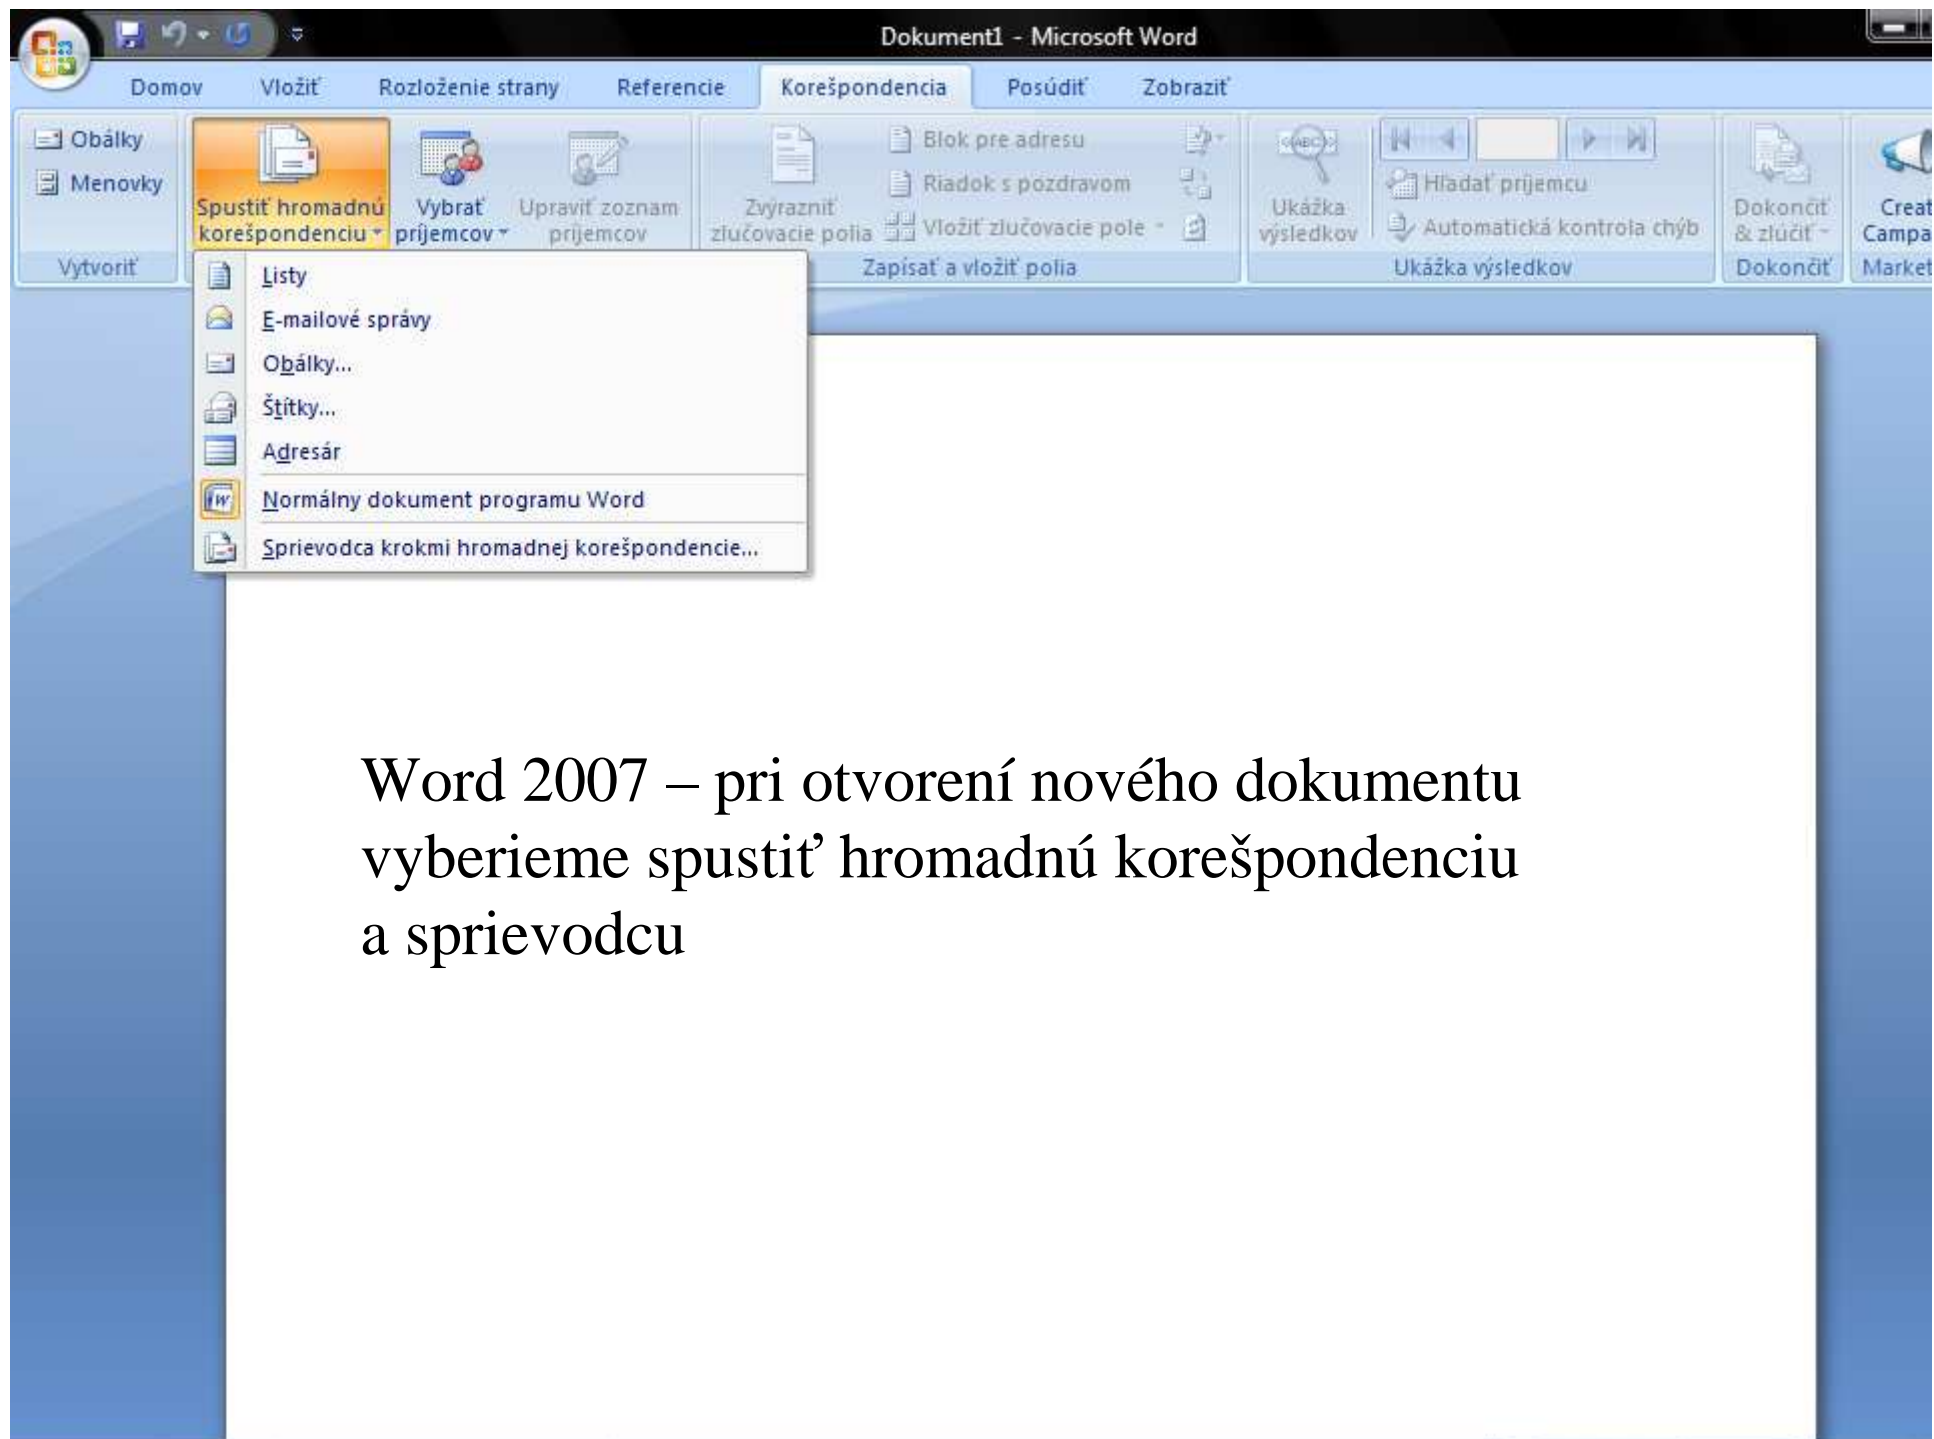 Dokument1 - Microsoft Word
Domov Vložiť Rozloženie strany Referencie Korešpondencia Posúdiť Zobraziť
Obálky
Menovky
Vytvoriť
Spustiť hromadnú
korešpondenciu
Vybrať
príjemcov
Upraviť zoznam
príjemcov
Zvýrazniť
zlučovacie polia
Blok pre adresu
Riadok s pozdravom
Vložiť zlučovacie pole
Zapísať a vložiť polia
Ukážka
výsledkov
Hľadať príjemcu
Automatická kontrola chýb
Ukážka výsledkov
Dokončiť
& zlúčiť
Dokončiť
Creat
Campa
Market
Listy
E-mailové správy
Obálky...
Štítky...
Adresár
Normálny dokument programu Word
Sprievodca krokmi hromadnej korešpondencie...
Word 2007 – pri otvorení nového dokumentu
vyberieme spustiť hromadnú korešpondenciu
a sprievodcu